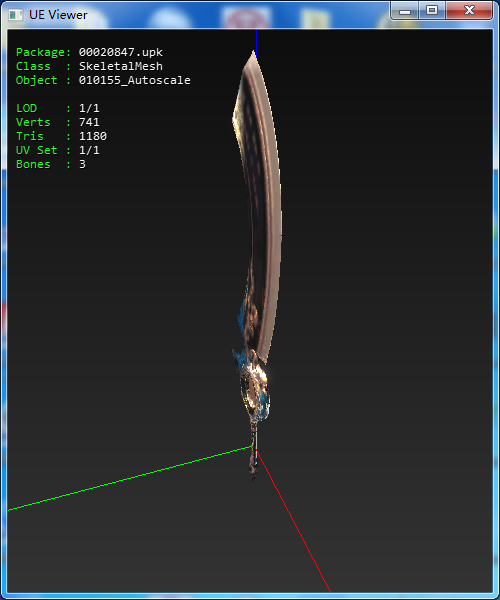 UE Viewer
Package: 00020847.upk
Class : SkeletalMesh
Object : 010155_Autoscale
LOD : 1/1
Verts : 741
Tris : 1180
UV Set : 1/1
Bones : 3